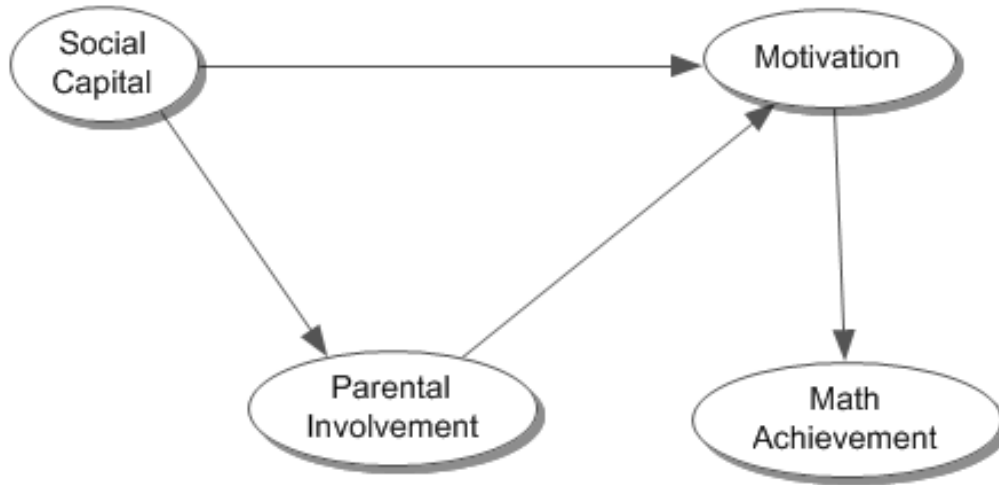 Social
Capital
Motivation
Parental
Involvement
Math
Achievement